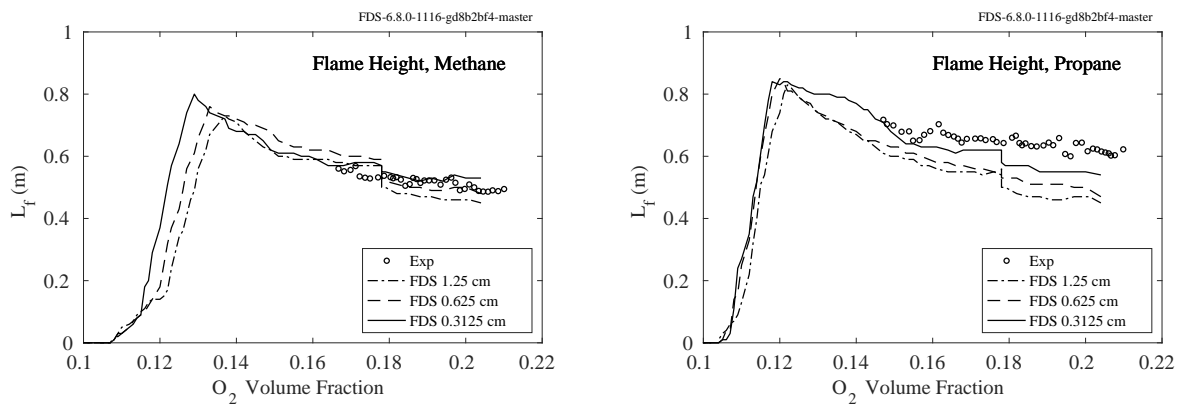 FDS-6.8.0-1116-gd8b2bf4-master
Flame Height, Methane
1
0.8
0.6
0.4
0.2
0
L_f (m)
Exp
FDS 1.25 cm
FDS 0.625 cm
FDS 0.3125 cm
0.1 0.12 0.14 0.16 0.18 0.2 0.22
O_2 Volume Fraction
FDS-6.8.0-1116-gd8b2bf4-master
Flame Height, Propane
1
0.8
0.6
0.4
0.2
0
L_f (m)
Exp
FDS 1.25 cm
FDS 0.625 cm
FDS 0.3125 cm
0.1 0.12 0.14 0.16 0.18 0.2 0.22
O_2 Volume Fraction